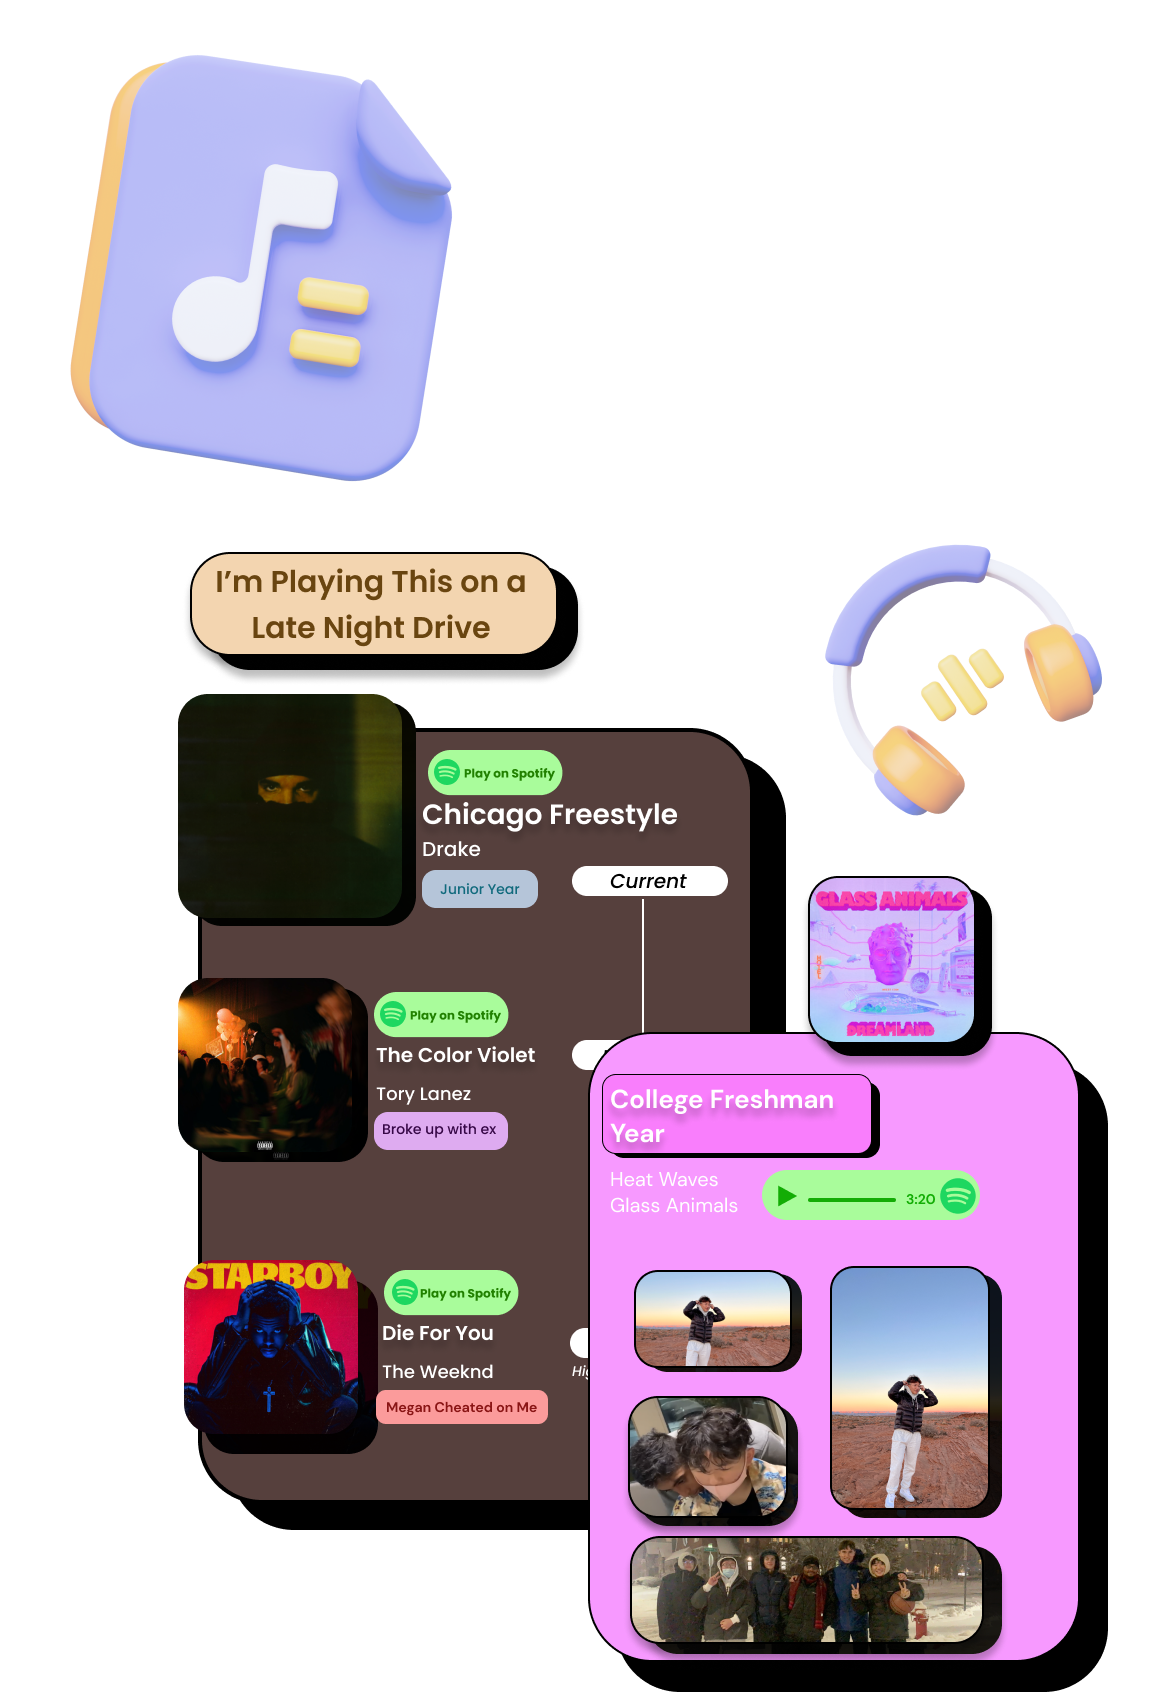 I'm Playing This on a
Late Night Drive
Play on Spotify
Chicago Freestyle
Drake
Junior Year
Current
Play on Spotify
The Color Violet
Tory Lanez
Broke up with ex
STARBOY
Play on Spotify
Die For You
The Weeknd
Hig
Megan Cheated on Me
GLASS ANIMALS
DREAMLAND
College Freshman
Year
Heat Waves
Glass Animals
3:20